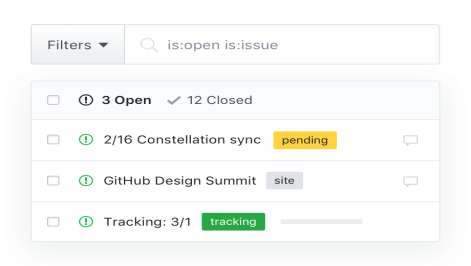 Filters is:open is:issue
3 Open 12 Closed
2/16 Constellation sync pending
GitHub Design Summit site
Tracking: 3/1 tracking